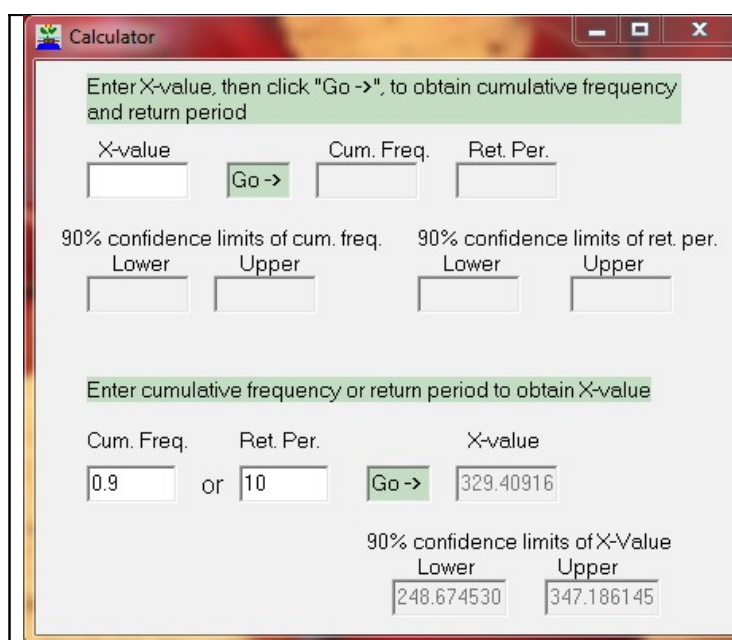 Calculator
Enter X-value, then click "Go ->", to obtain cumulative frequency
and return period
X-value Cum. Freq. Ret. Per.
Go ->
90% confidence limits of cum. freq. 90% confidence limits of ret. per.
Lower Upper Lower Upper
Enter cumulative frequency or return period to obtain X-value
Cum. Freq. Ret. Per. X-value
0.9 or 10 Go -> 329.40916
90% confidence limits of X-Value
Lower Upper
248.674530 347.186145